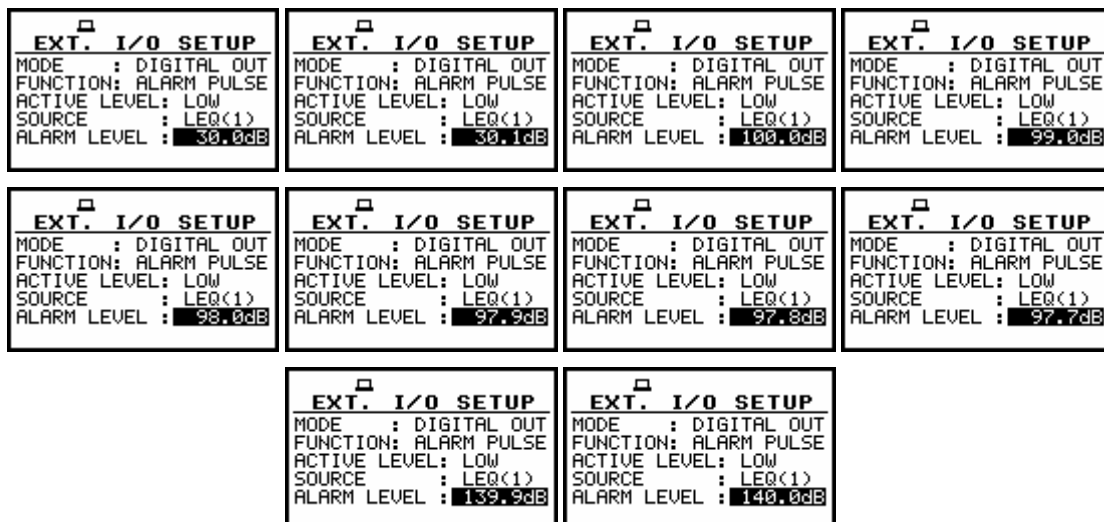 EXT. I/O SETUP
MODE : DIGITAL OUT
FUNCTION: ALARM PULSE
ACTIVE LEVEL: LOW
SOURCE : LEQ(1)
ALARM LEVEL : 30.0dB
EXT. I/O SETUP
MODE : DIGITAL OUT
FUNCTION: ALARM PULSE
ACTIVE LEVEL: LOW
SOURCE : LEQ(1)
ALARM LEVEL : 30.1dB
EXT. I/O SETUP
MODE : DIGITAL OUT
FUNCTION: ALARM PULSE
ACTIVE LEVEL: LOW
SOURCE : LEQ(1)
ALARM LEVEL : 100.0dB
EXT. I/O SETUP
MODE : DIGITAL OUT
FUNCTION: ALARM PULSE
ACTIVE LEVEL: LOW
SOURCE : LEQ(1)
ALARM LEVEL : 99.0dB
EXT. I/O SETUP
MODE : DIGITAL OUT
FUNCTION: ALARM PULSE
ACTIVE LEVEL: LOW
SOURCE : LEQ(1)
ALARM LEVEL : 98.0dB
EXT. I/O SETUP
MODE : DIGITAL OUT
FUNCTION: ALARM PULSE
ACTIVE LEVEL: LOW
SOURCE : LEQ(1)
ALARM LEVEL : 97.9dB
EXT. I/O SETUP
MODE : DIGITAL OUT
FUNCTION: ALARM PULSE
ACTIVE LEVEL: LOW
SOURCE : LEQ(1)
ALARM LEVEL : 97.8dB
EXT. I/O SETUP
MODE : DIGITAL OUT
FUNCTION: ALARM PULSE
ACTIVE LEVEL: LOW
SOURCE : LEQ(1)
ALARM LEVEL : 97.7dB
EXT. I/O SETUP
MODE : DIGITAL OUT
FUNCTION: ALARM PULSE
ACTIVE LEVEL: LOW
SOURCE : LEQ(1)
ALARM LEVEL : 139.9dB
EXT. I/O SETUP
MODE : DIGITAL OUT
FUNCTION: ALARM PULSE
ACTIVE LEVEL: LOW
SOURCE : LEQ(1)
ALARM LEVEL : 140.0dB